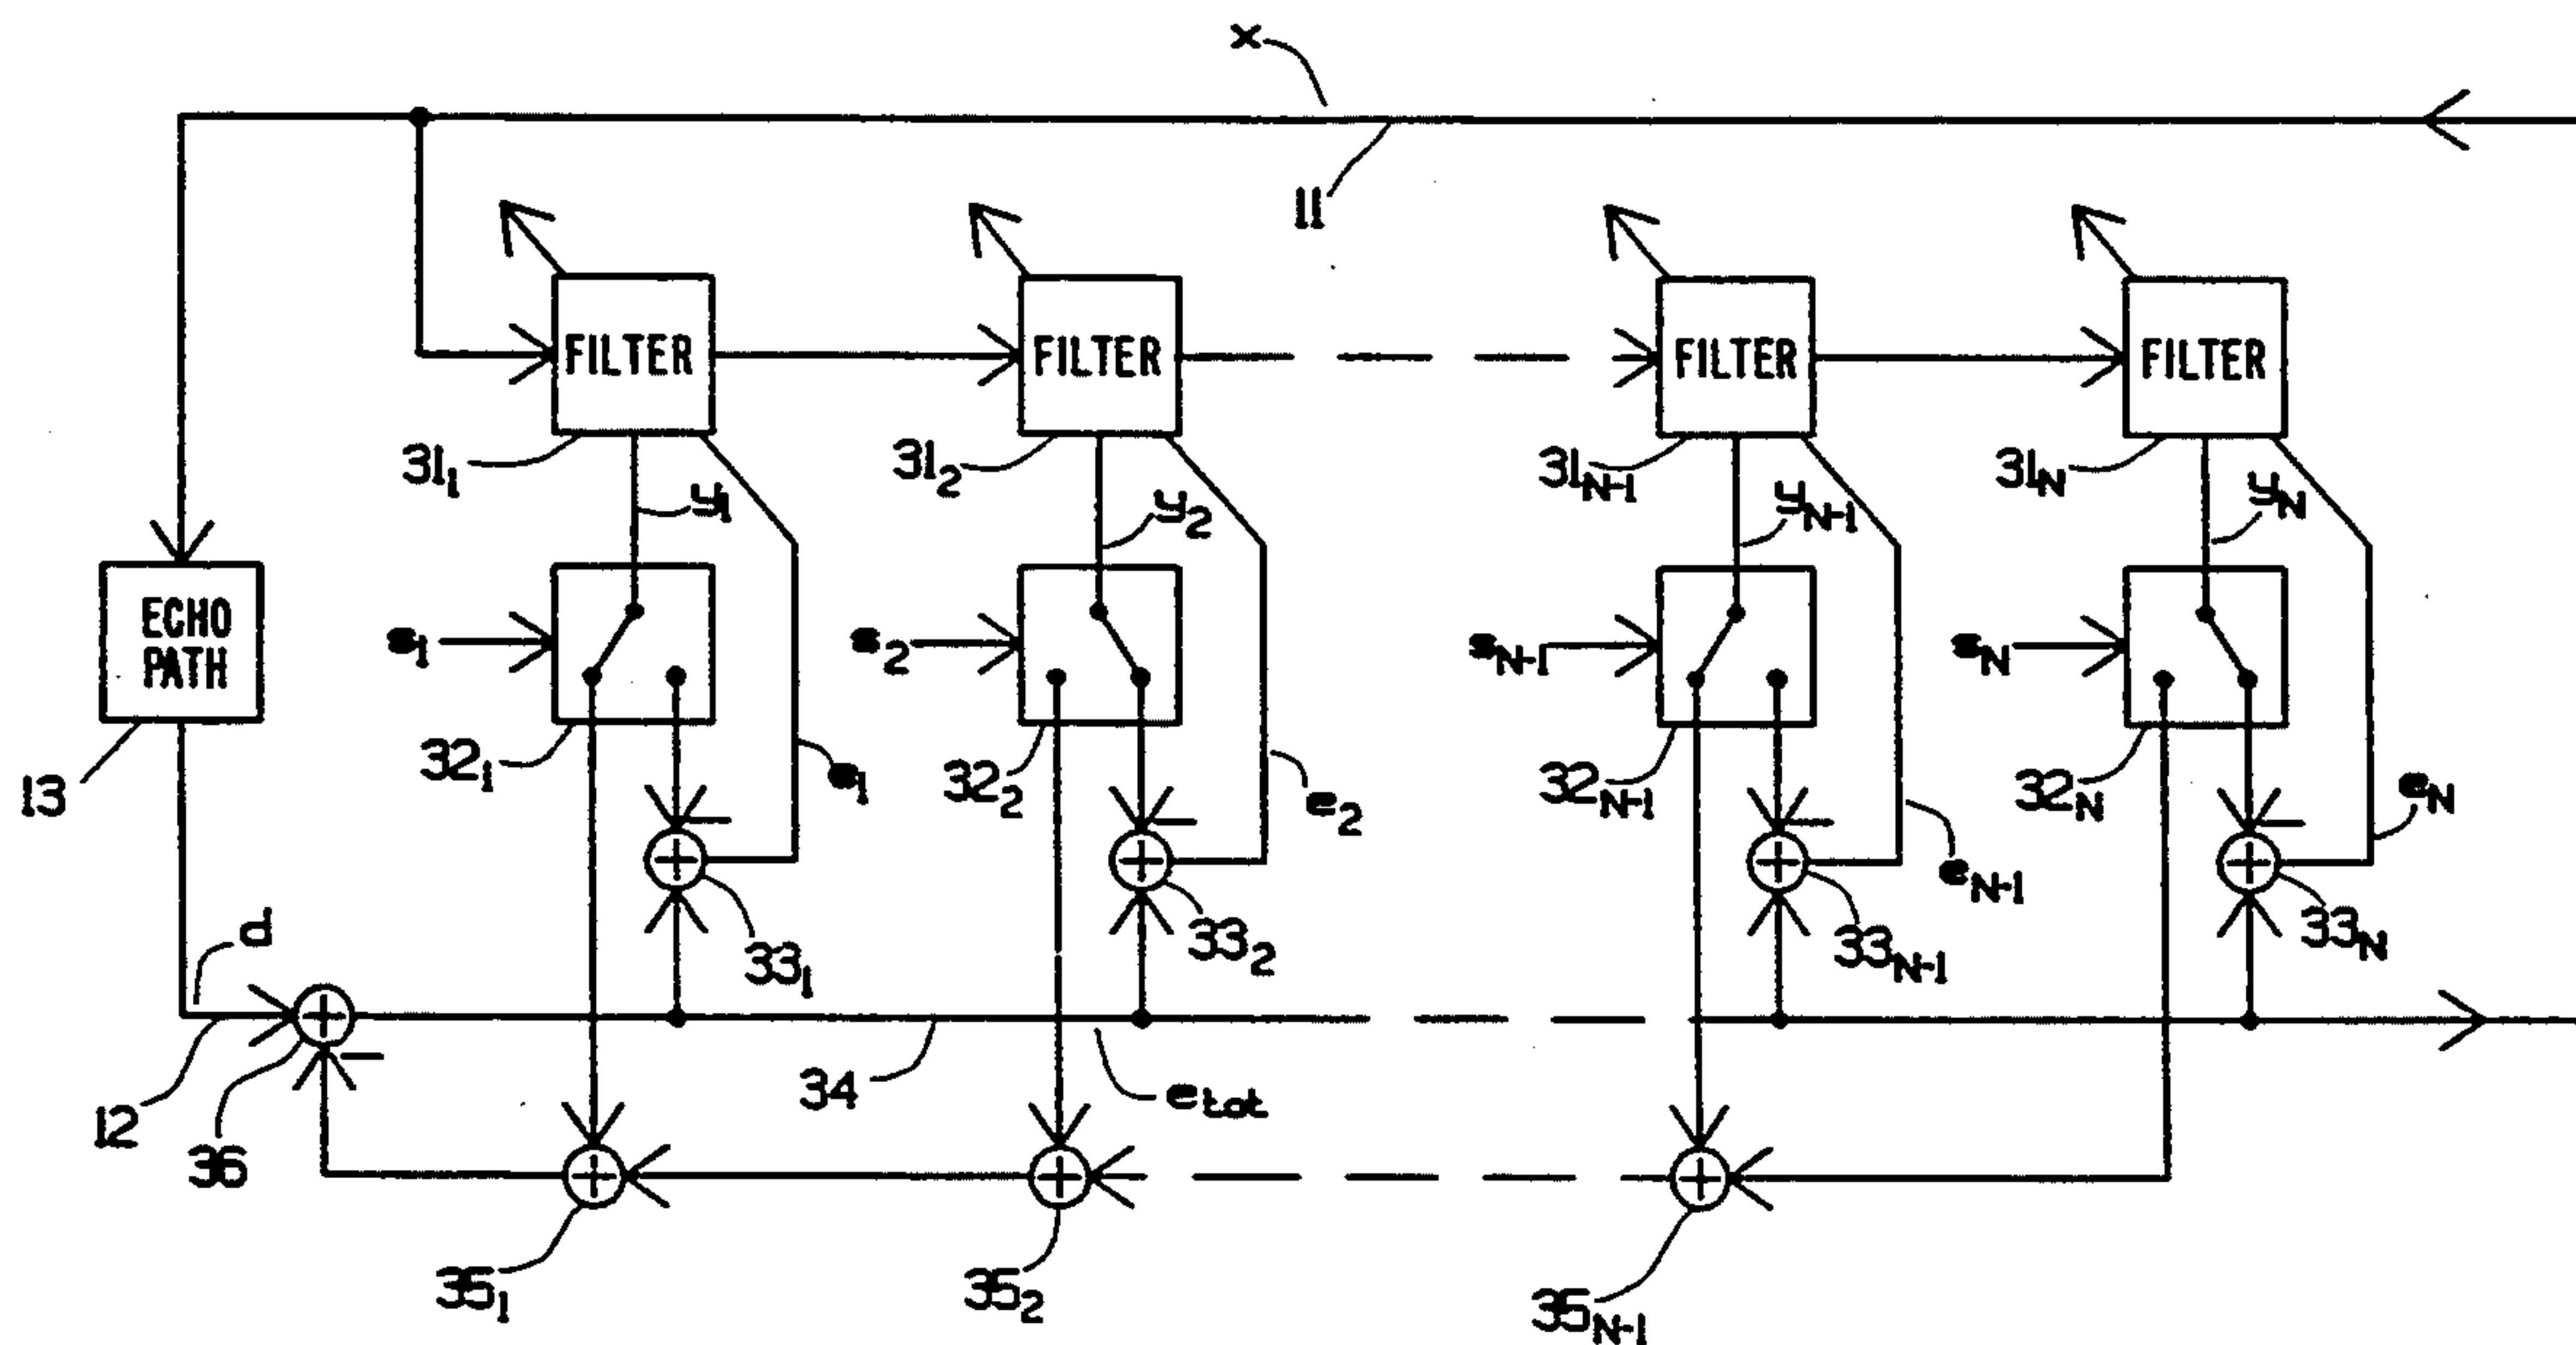 x
11
FILTER FILTER FILTER FILTER
31₁ 31₂ 31N-1 31N
y₁ y₂ yN-1 yN
ECHO
PATH
s₁ s₂ sN-1 sN
13 32₁ 32₂ 32N-1 32N
e₁ e₂ eN-1 eN
d 33₁ 33₂ 33N-1 33N
12 36 34 etot
35₁ 35₂ 35N-1